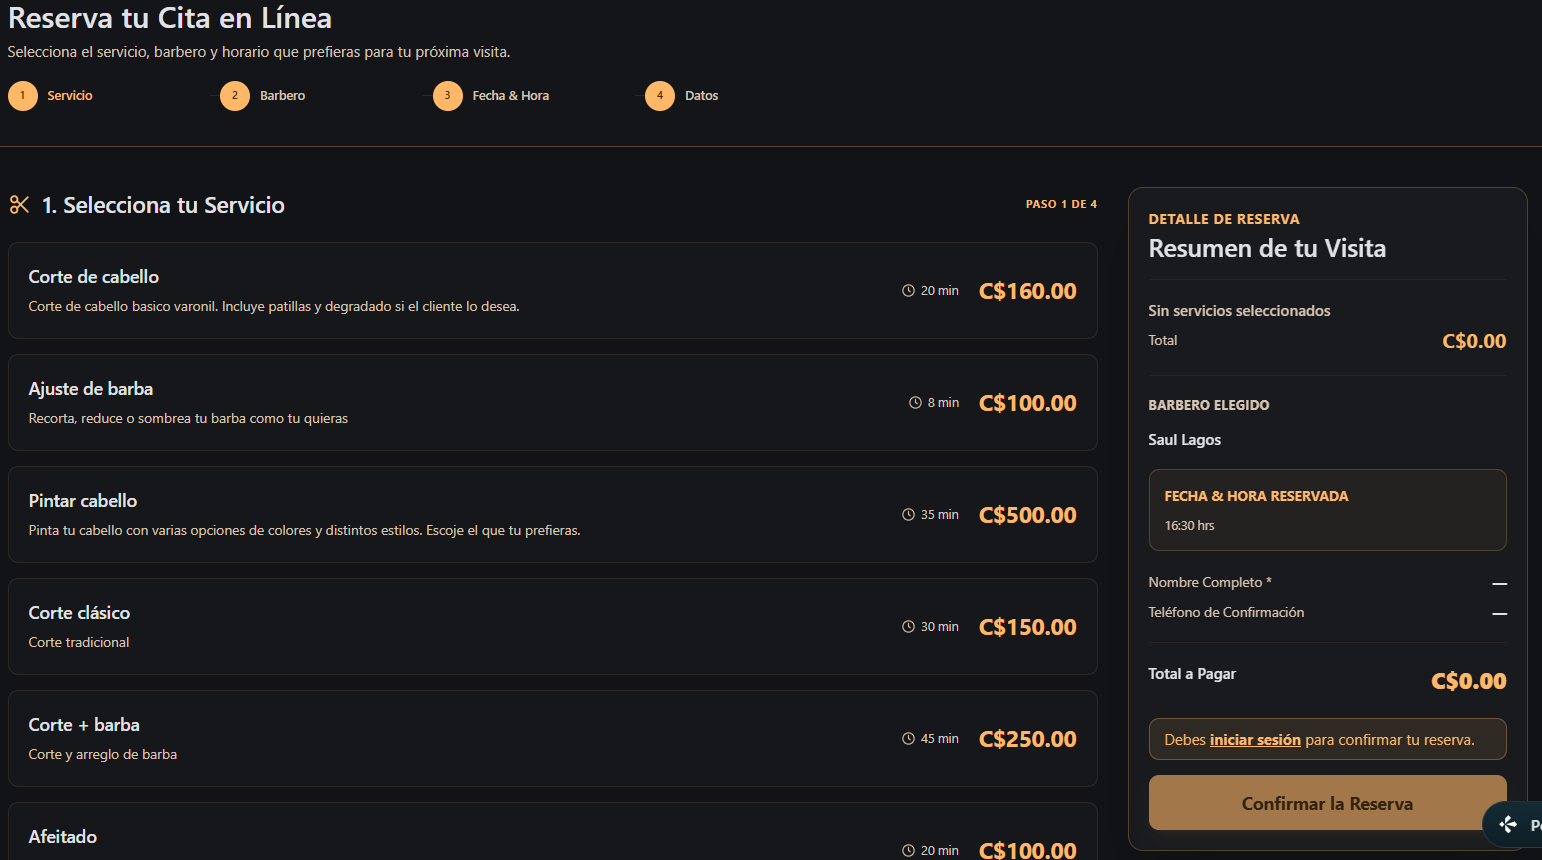 Reserva tu Cita en Línea
Selecciona el servicio, barbero y horario que prefieras para tu próxima visita.
1 Servicio
2 Barbero
3 Fecha & Hora
4 Datos
1. Selecciona tu Servicio
PASO 1 DE 4
Corte de cabello
Corte de cabello basico varonil. Incluye patillas y degradado si el cliente lo desea.
20 min
C$160.00
Ajuste de barba
Recorta, reduce o sombrea tu barba como tu quieras
8 min
C$100.00
Pintar cabello
Pinta tu cabello con varias opciones de colores y distintos estilos. Escoje el que tu prefieras.
35 min
C$500.00
Corte clásico
Corte tradicional
30 min
C$150.00
Corte + barba
Corte y arreglo de barba
45 min
C$250.00
Afeitado
20 min
C$100.00
DETALLE DE RESERVA
Resumen de tu Visita
Sin servicios seleccionados
Total
C$0.00
BARBERO ELEGIDO
Saul Lagos
FECHA & HORA RESERVADA
16:30 hrs
Nombre Completo *
—
Teléfono de Confirmación
—
Total a Pagar
C$0.00
Debes iniciar sesión para confirmar tu reserva.
Confirmar la Reserva